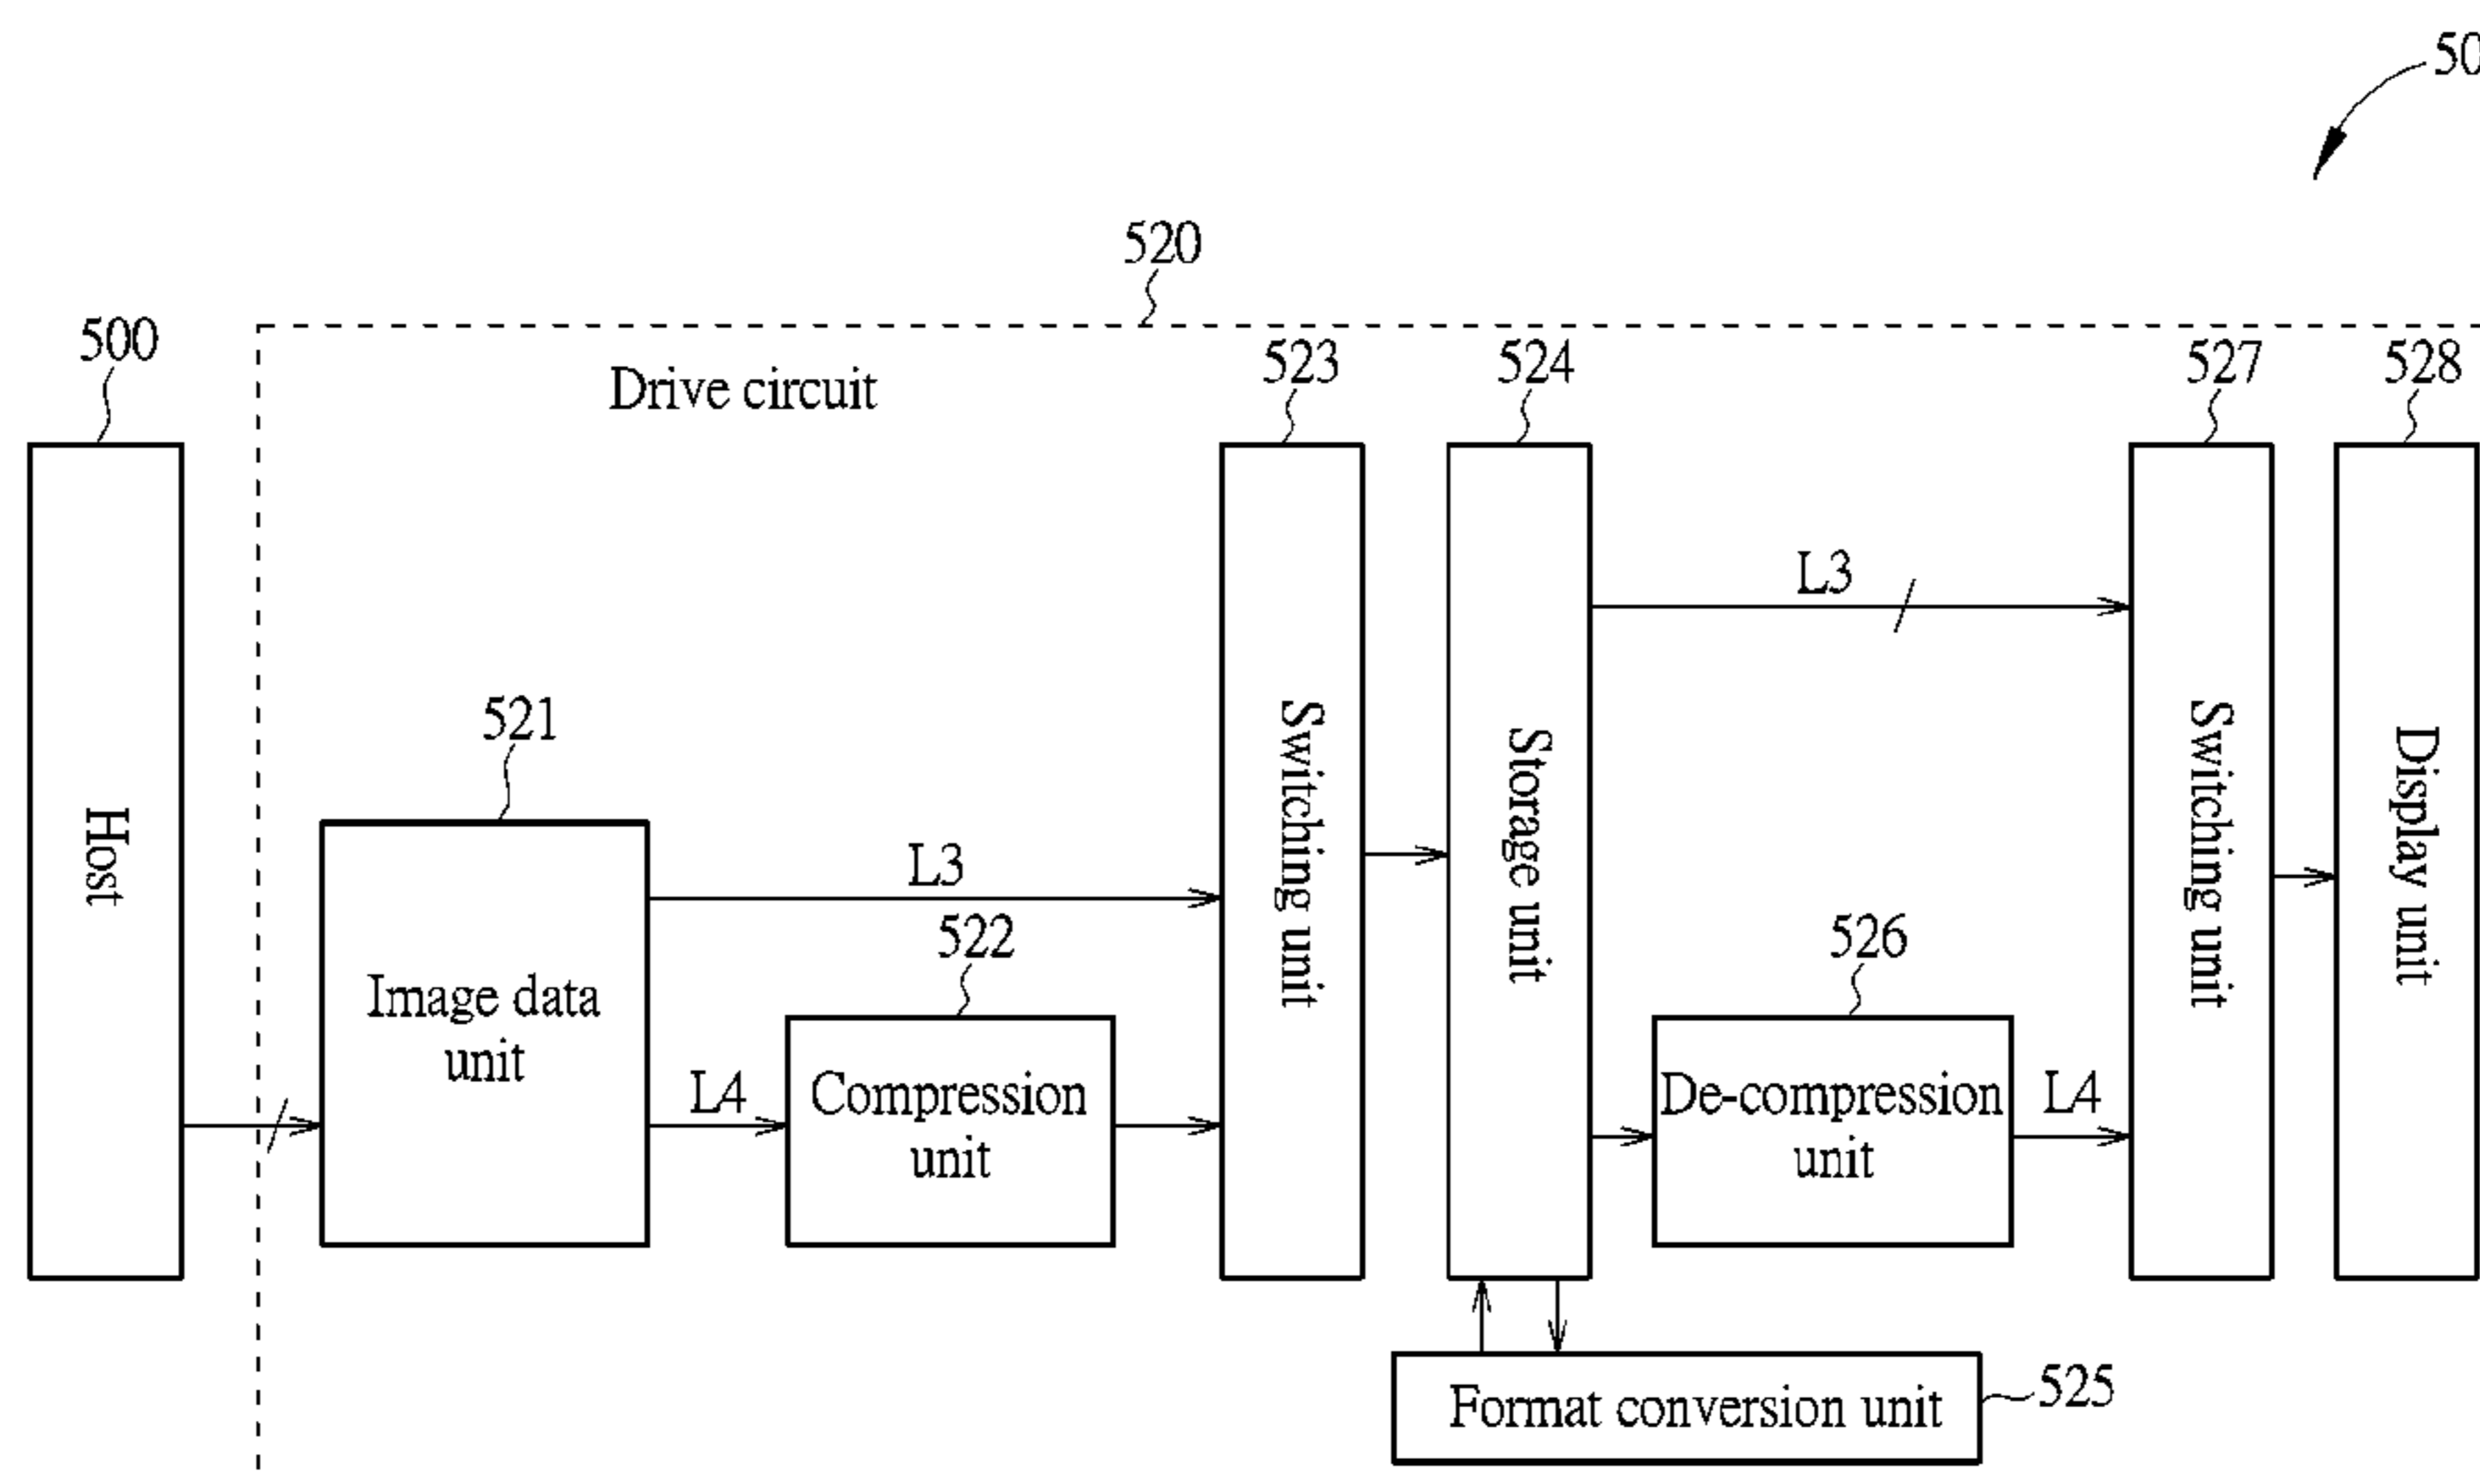 50
520
500
523
524
527
528
Drive circuit
L3
521
Host
Switching unit
Storage unit
Switching unit
Display unit
L3
522
526
Image data
unit
L4
Compression
unit
De-compression
unit
L4
Format conversion unit
525